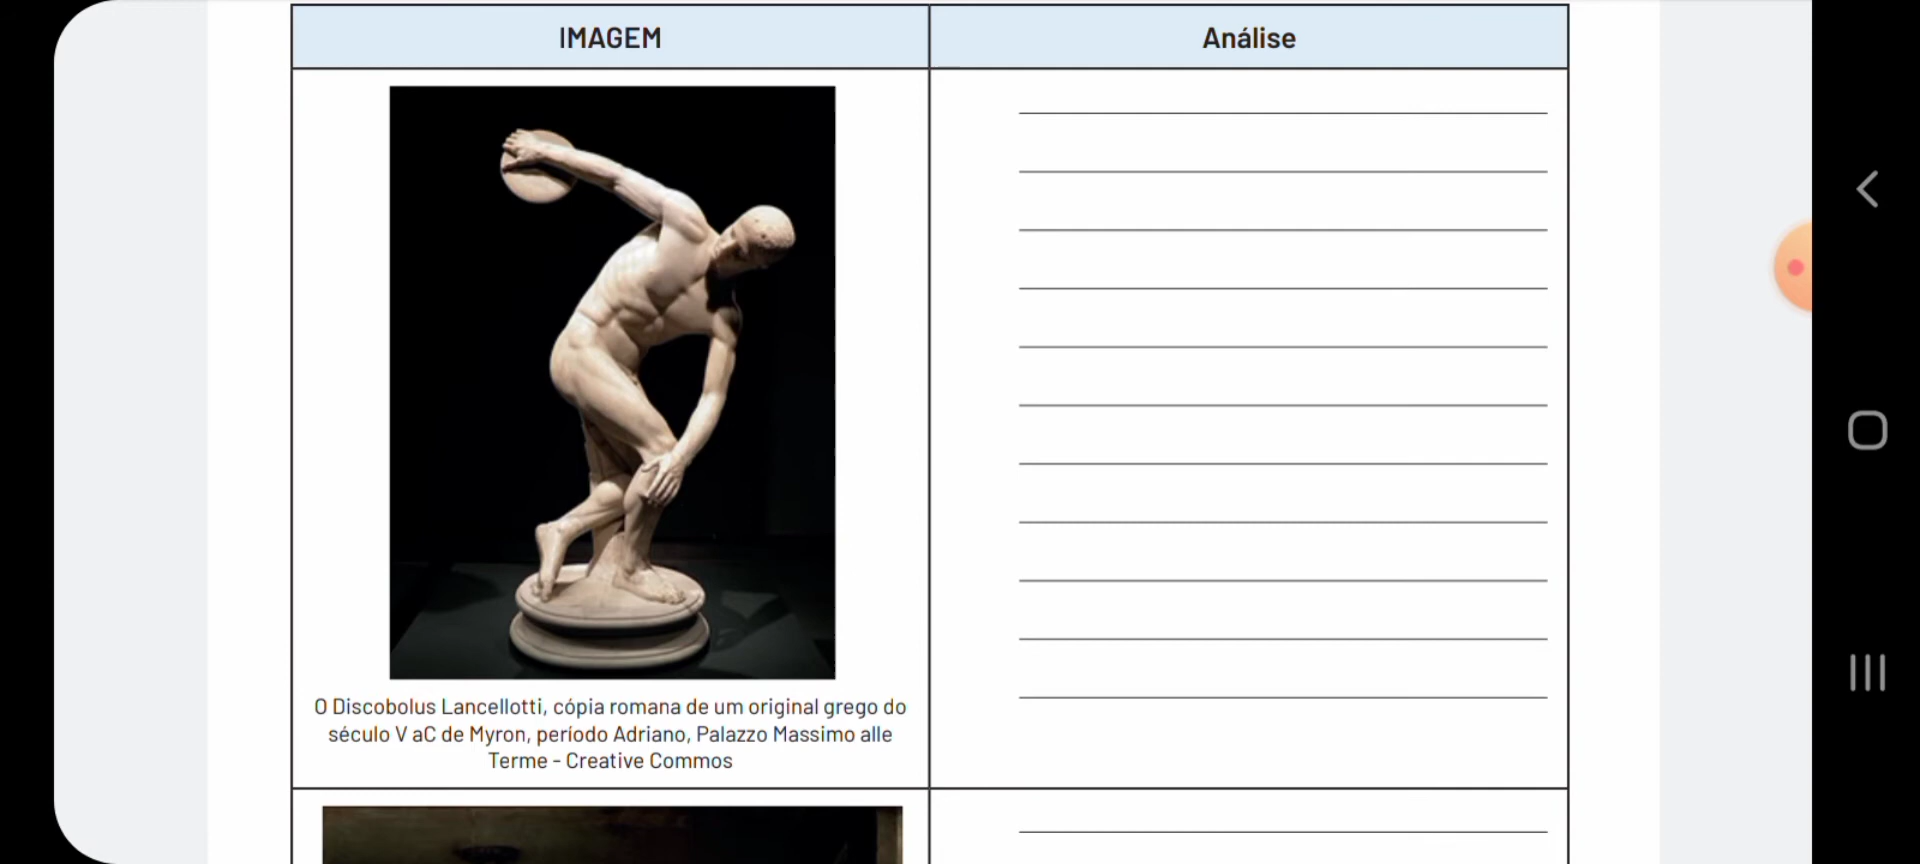 IMAGEM
Análise
O Discobolus Lancellotti, cópia romana de um original grego do
século V aC de Myron, período Adriano, Palazzo Massimo alle
Terme - Creative Commos